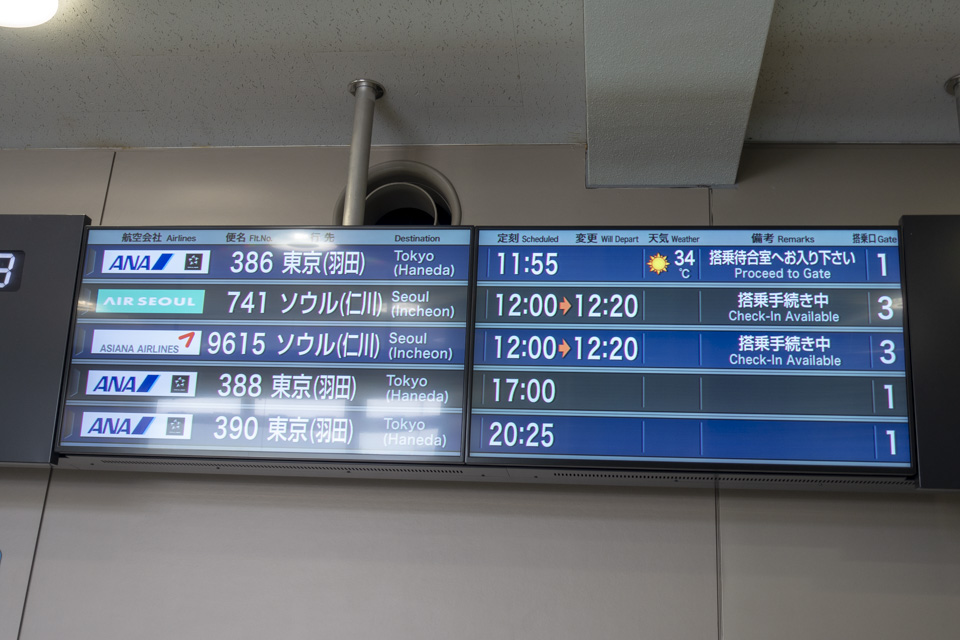 3
航空会社 Airlines 便名 Flt.No. 行先 Destination 定刻 Scheduled 変更 Will Depart 天気 Weather 備考 Remarks 搭乗口 Gate
ANA 386 東京(羽田) Tokyo (Haneda) 11:55 34 ℃ 搭乗待合室へお入り下さい Proceed to Gate 1
AIR SEOUL 741 ソウル(仁川) Seoul (Incheon) 12:00 12:20 搭乗手続き中 Check-In Available 3
ASIANA AIRLINES 9615 ソウル(仁川) Seoul (Incheon) 12:00 12:20 搭乗手続き中 Check-In Available 3
ANA 388 東京(羽田) Tokyo (Haneda) 17:00 1
ANA 390 東京(羽田) Tokyo (Haneda) 20:25 1